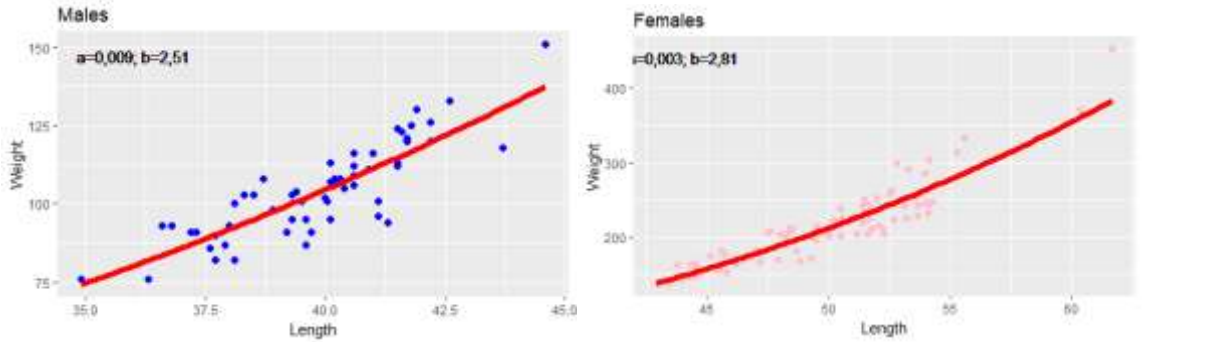 Males
a=0,009; b=2,51
150
125
100
75
Weight
35.0 37.5 40.0 42.5 45.0
Length
Females
=0,003; b=2,81
400
300
200
Weight
45 50 55 60
Length